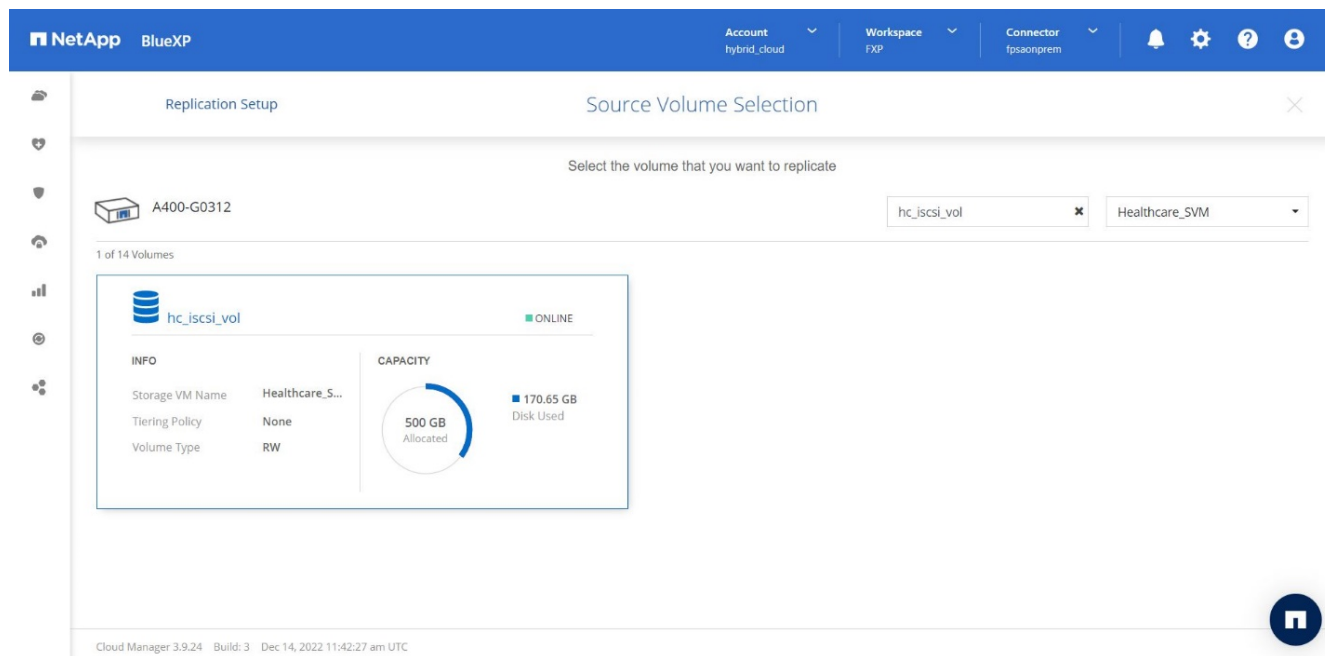 NetApp BlueXP
Account
hybrid_cloud
Workspace
FXP
Connector
fpsaonprem
Replication Setup
Source Volume Selection
Select the volume that you want to replicate
A400-G0312
hc_iscsi_vol
Healthcare_SVM
1 of 14 Volumes
hc_iscsi_vol
ONLINE
INFO
Storage VM Name Healthcare_S...
Tiering Policy None
Volume Type RW
CAPACITY
500 GB
Allocated
170.65 GB
Disk Used
Cloud Manager 3.9.24 Build: 3 Dec 14, 2022 11:42:27 am UTC